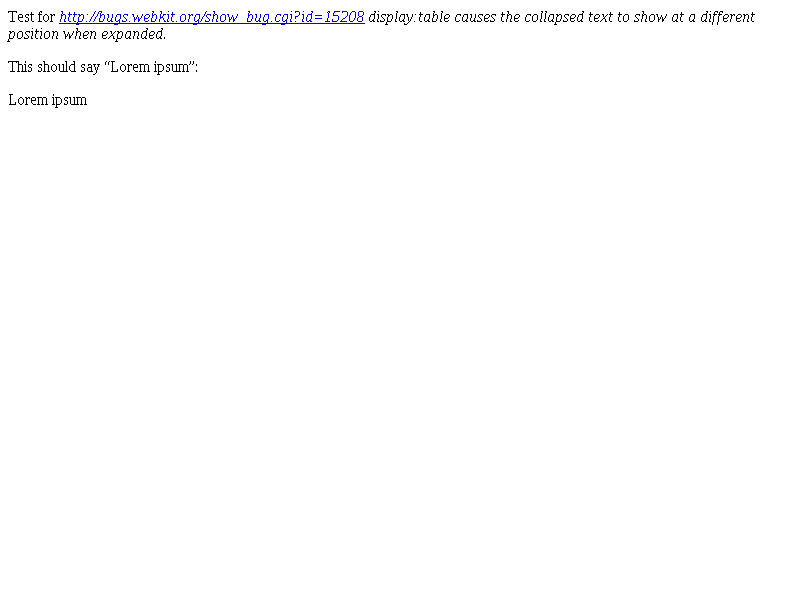 Test for http://bugs.webkit.org/show_bug.cgi?id=15208 display:table causes the collapsed text to show at a different
position when expanded.
This should say “Lorem ipsum”:
Lorem ipsum